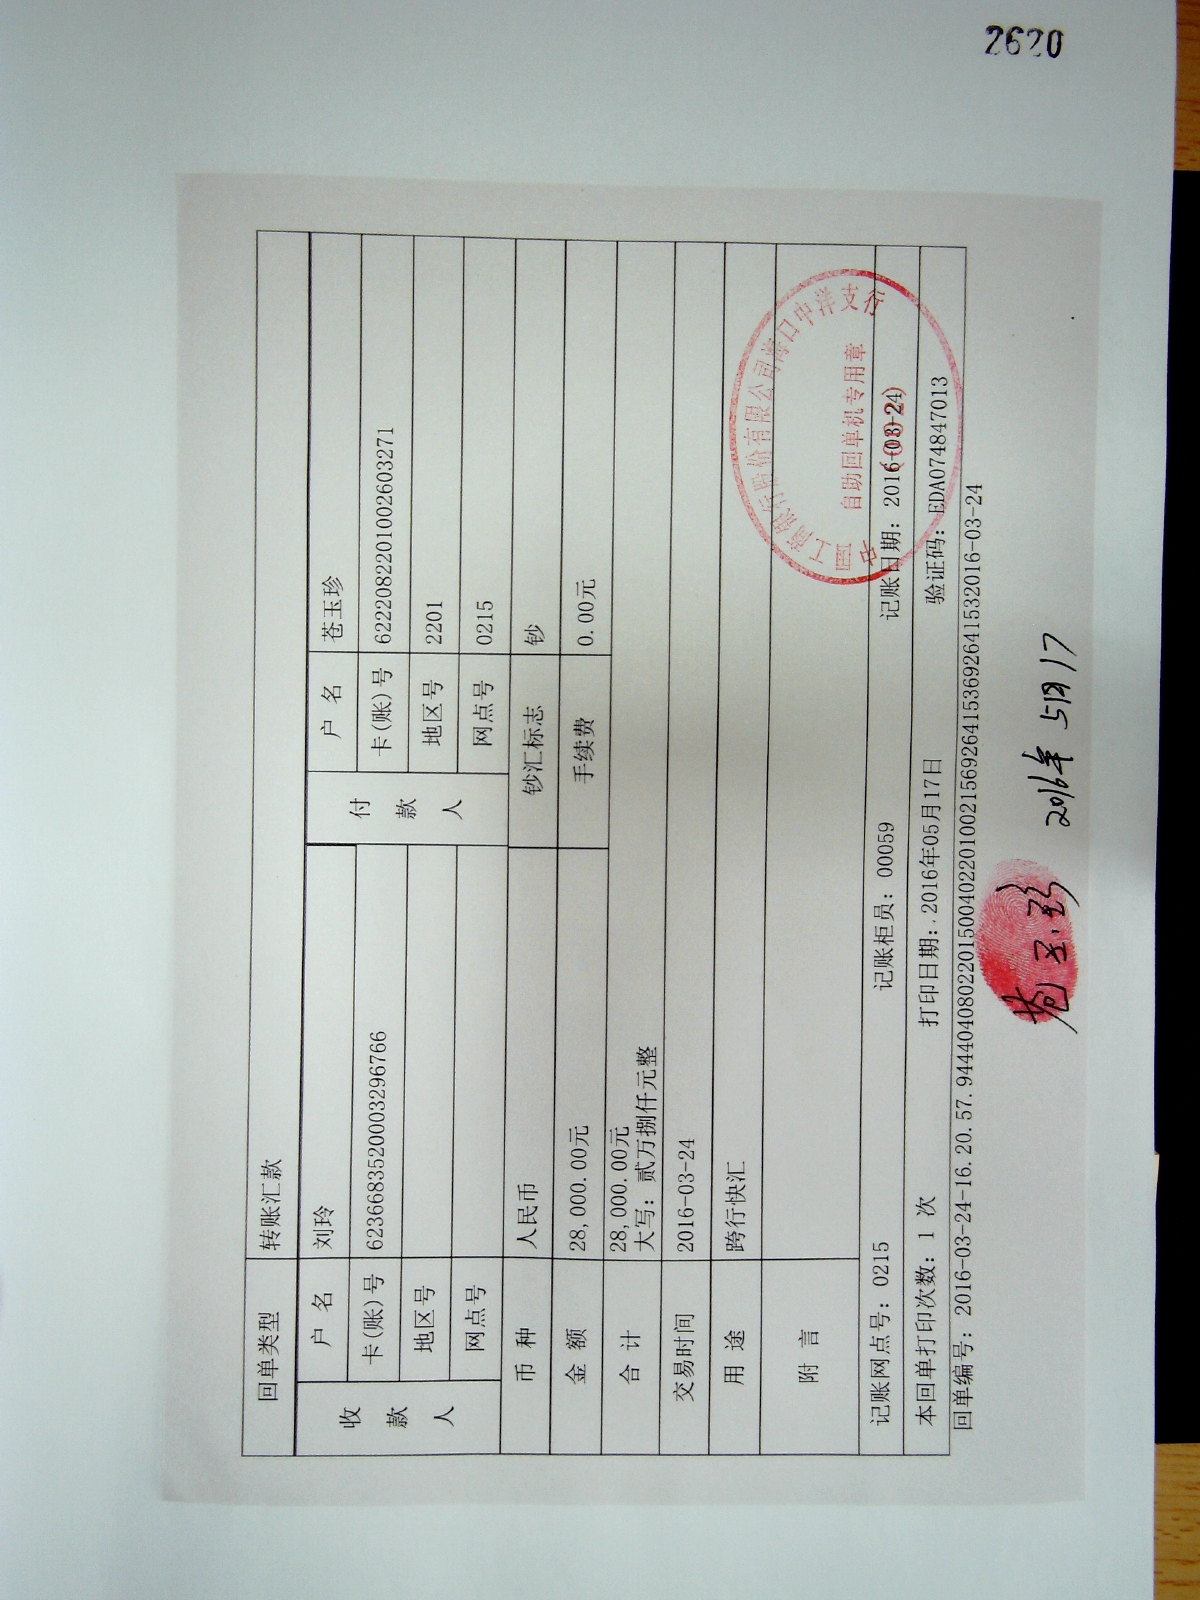 2620
回单类型 转账汇款
收款人 户 名 刘玲 付款人 户 名 苍玉珍
卡(账)号 6236683520003296766 卡(账)号 6222082201002603271
地区号 地区号 2201
网点号 网点号 0215
币 种 人民币 钞汇标志 钞
金 额 28,000.00元 手续费 0.00元
合 计 28,000.00元
大写：贰万捌仟元整
交易时间 2016-03-24
用 途 跨行快汇
附 言
中国工商银行股份有限公司海口中洋支行
自助回单机专用章
记账网点号：0215 记账柜员：00059 记账日期：2016-03-24
本回单打印次数：1 次 打印日期：2016年05月17日 验证码：EDA074847013
回单编号：2016-03-24-16.20.57.94440408022015004022010021569264153692641532016-03-24
苍玉珍 2016年5月17